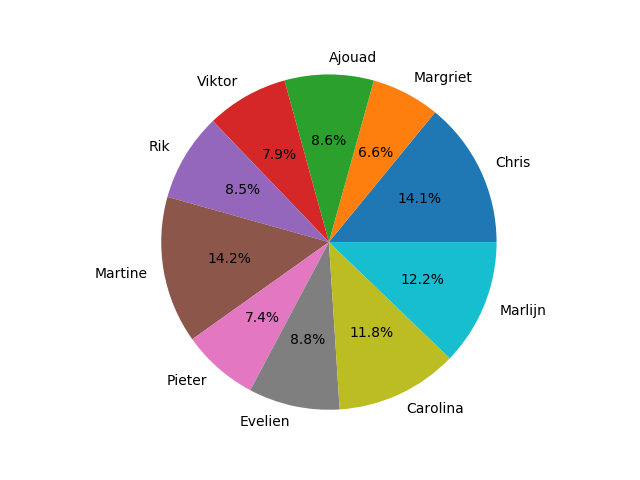 Ajouad
Margriet
Viktor
Chris
Rik
8.6%
6.6%
7.9%
8.5%
14.1%
14.2%
12.2%
Martine
7.4%
8.8%
11.8%
Marlijn
Pieter
Carolina
Evelien